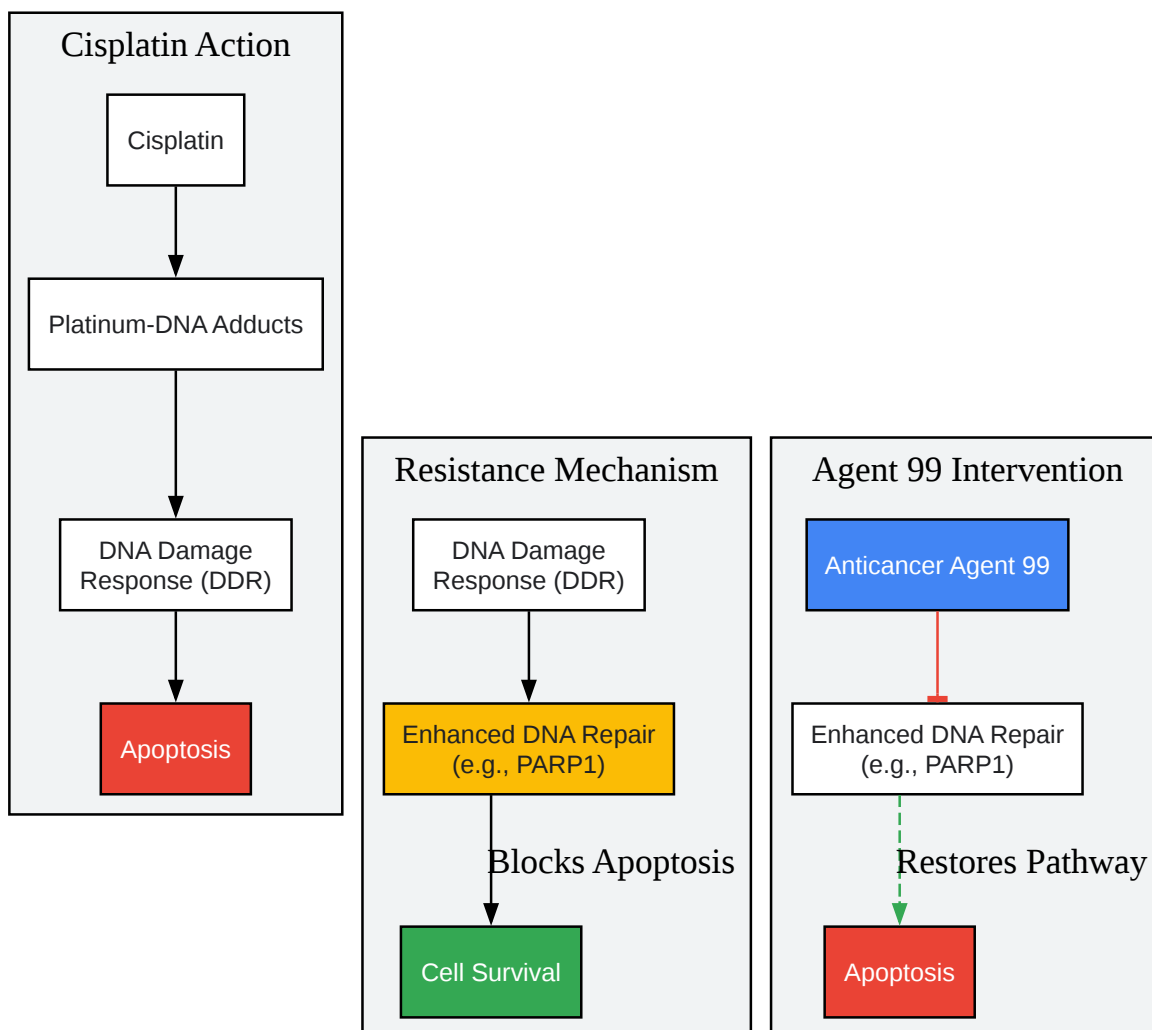 Cisplatin Action
Cisplatin
Platinum-DNA Adducts
DNA Damage
Response (DDR)
Apoptosis
Resistance Mechanism
DNA Damage
Response (DDR)
Enhanced DNA Repair
(e.g., PARP1)
Blocks Apoptosis
Cell Survival
Agent 99 Intervention
Anticancer Agent 99
Enhanced DNA Repair
(e.g., PARP1)
Restores Pathway
Apoptosis